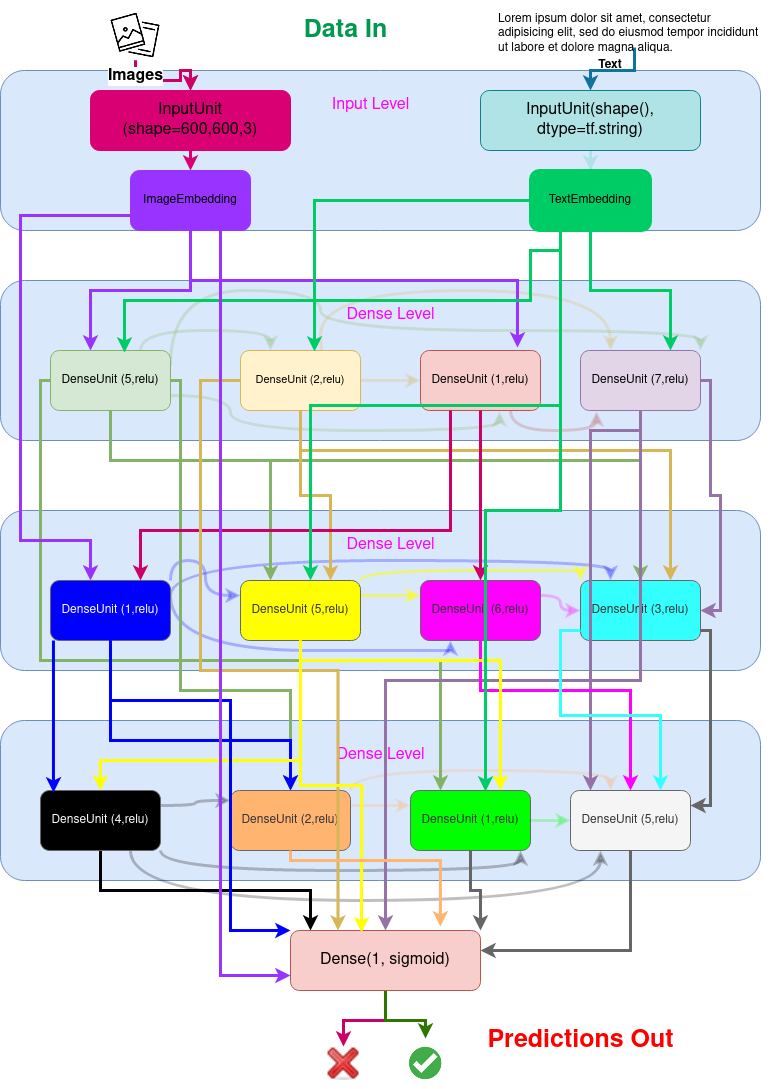 Data In
Lorem ipsum dolor sit amet, consectetur
adipisicing elit, sed do eiusmod tempor incididunt
ut labore et dolore magna aliqua.
Images
Text
Input Level
InputUnit
(shape=600,600,3)
InputUnit(shape(),
dtype=tf.string)
ImageEmbedding
TextEmbedding
Dense Level
DenseUnit (5,relu)
DenseUnit (2,relu)
DenseUnit (1,relu)
DenseUnit (7,relu)
Dense Level
DenseUnit (1,relu)
DenseUnit (5,relu)
DenseUnit (6,relu)
DenseUnit (3,relu)
Dense Level
DenseUnit (4,relu)
DenseUnit (2,relu)
DenseUnit (1,relu)
DenseUnit (5,relu)
Dense(1, sigmoid)
Predictions Out